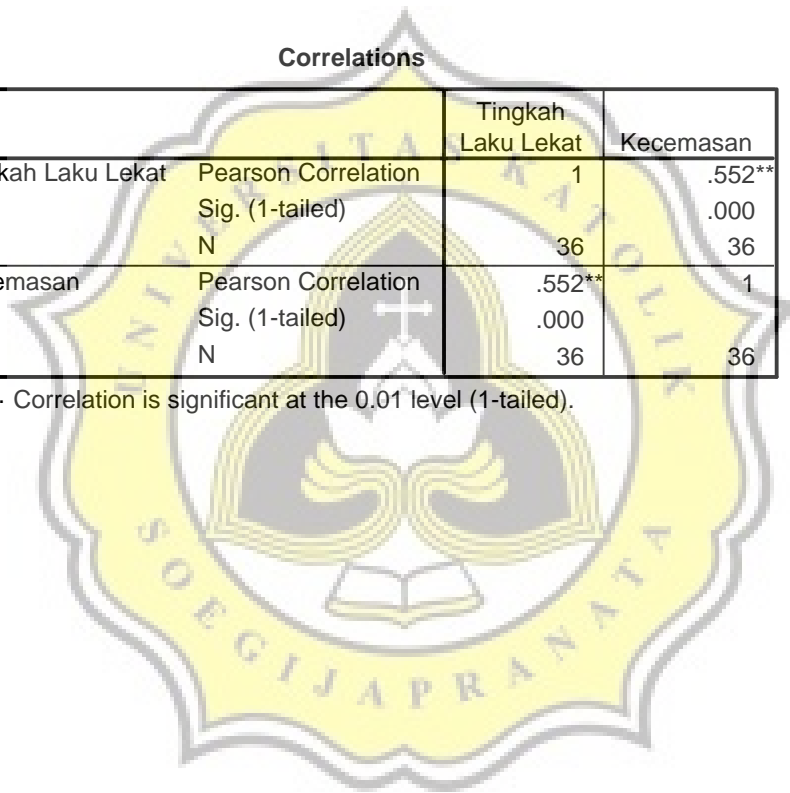 Correlations
Tingkah
Laku Lekat Kecemasan
kah Laku Lekat Pearson Correlation 1 .552**
Sig. (1-tailed) .000
N 36 36
emasan Pearson Correlation .552** 1
Sig. (1-tailed) .000
N 36 36
. Correlation is significant at the 0.01 level (1-tailed).
UNIVERSITAS KATOLIK
SOEGIJAPRANATA